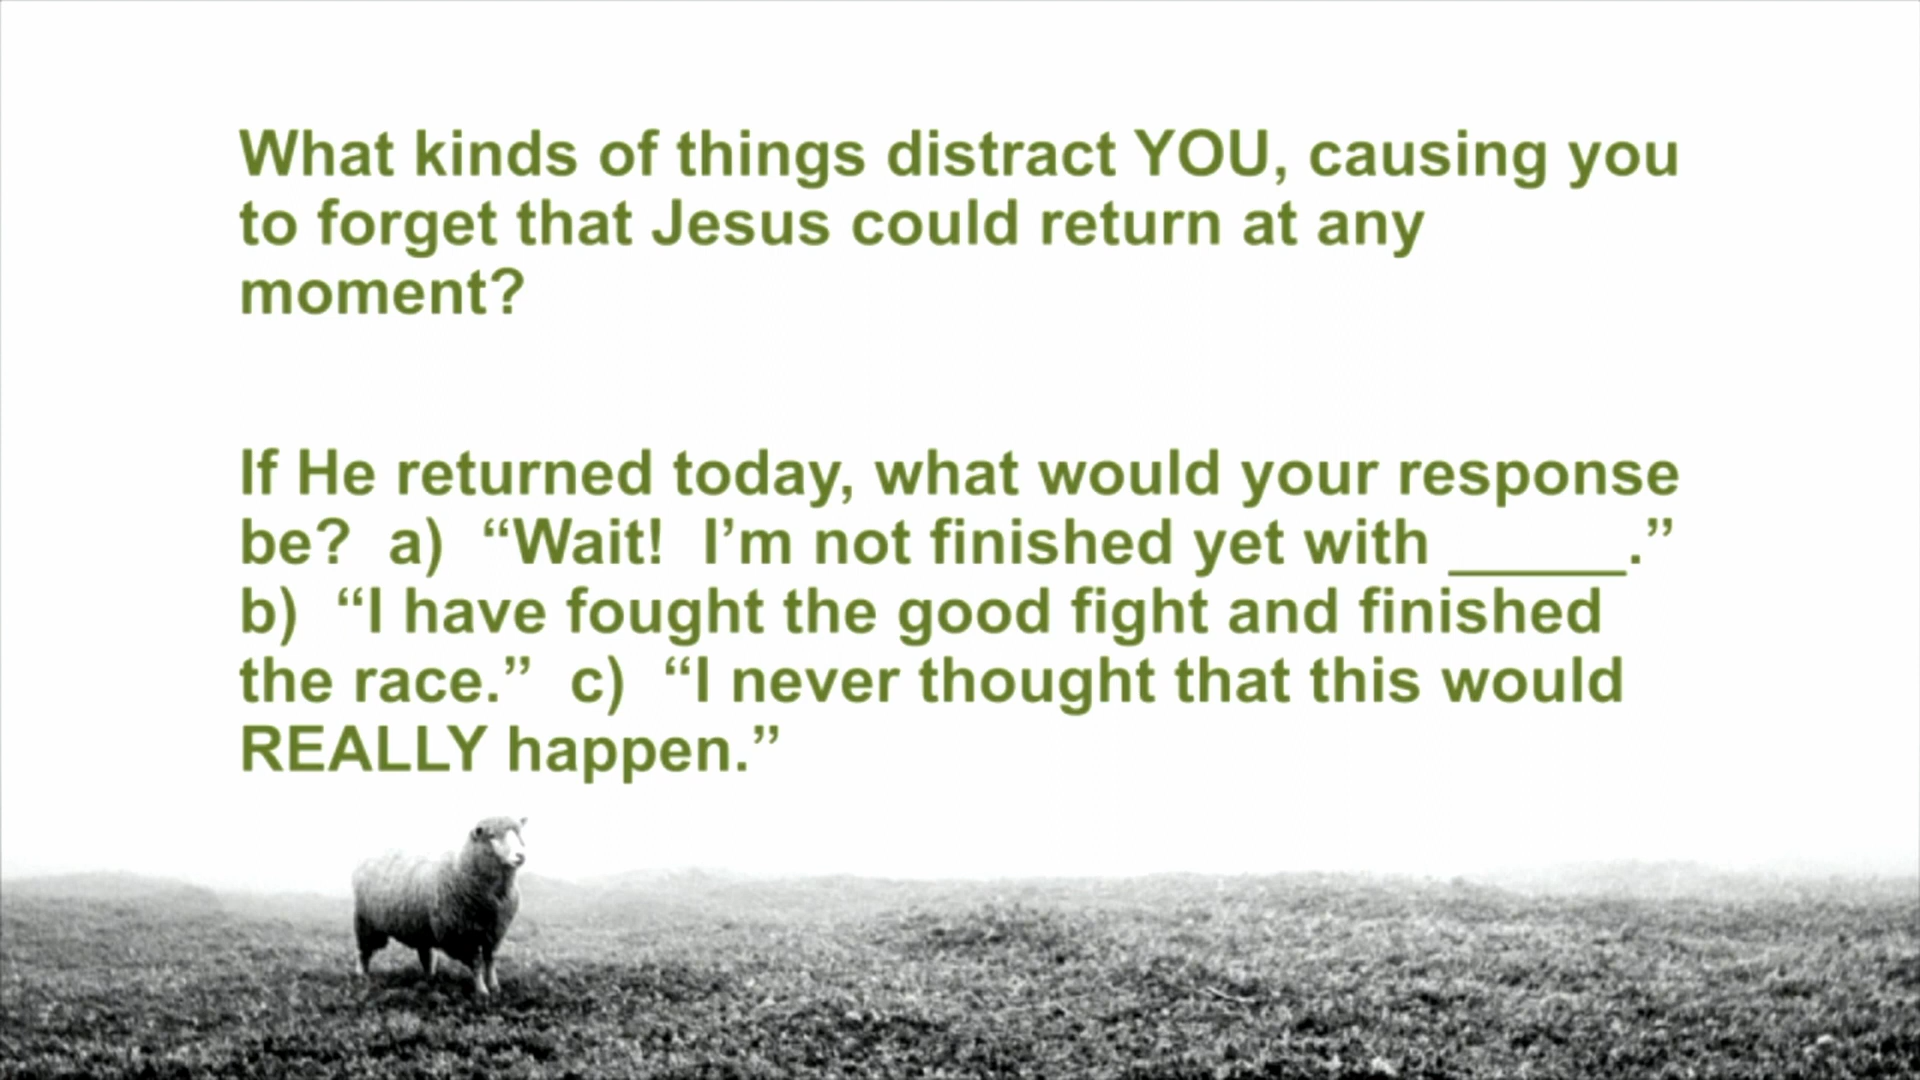 What kinds of things distract YOU, causing you
to forget that Jesus could return at any
moment?
If He returned today, what would your response
be?  a)  “Wait!  I’m not finished yet with _____.”
b)  “I have fought the good fight and finished
the race.”  c)  “I never thought that this would
REALLY happen.”